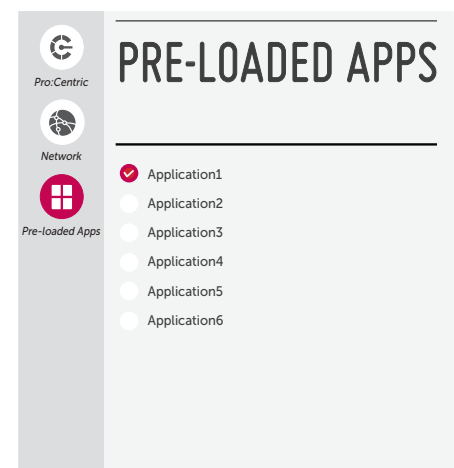 Pro:Centric
Network
Pre-loaded Apps
PRE-LOADED APPS
Application1
Application2
Application3
Application4
Application5
Application6